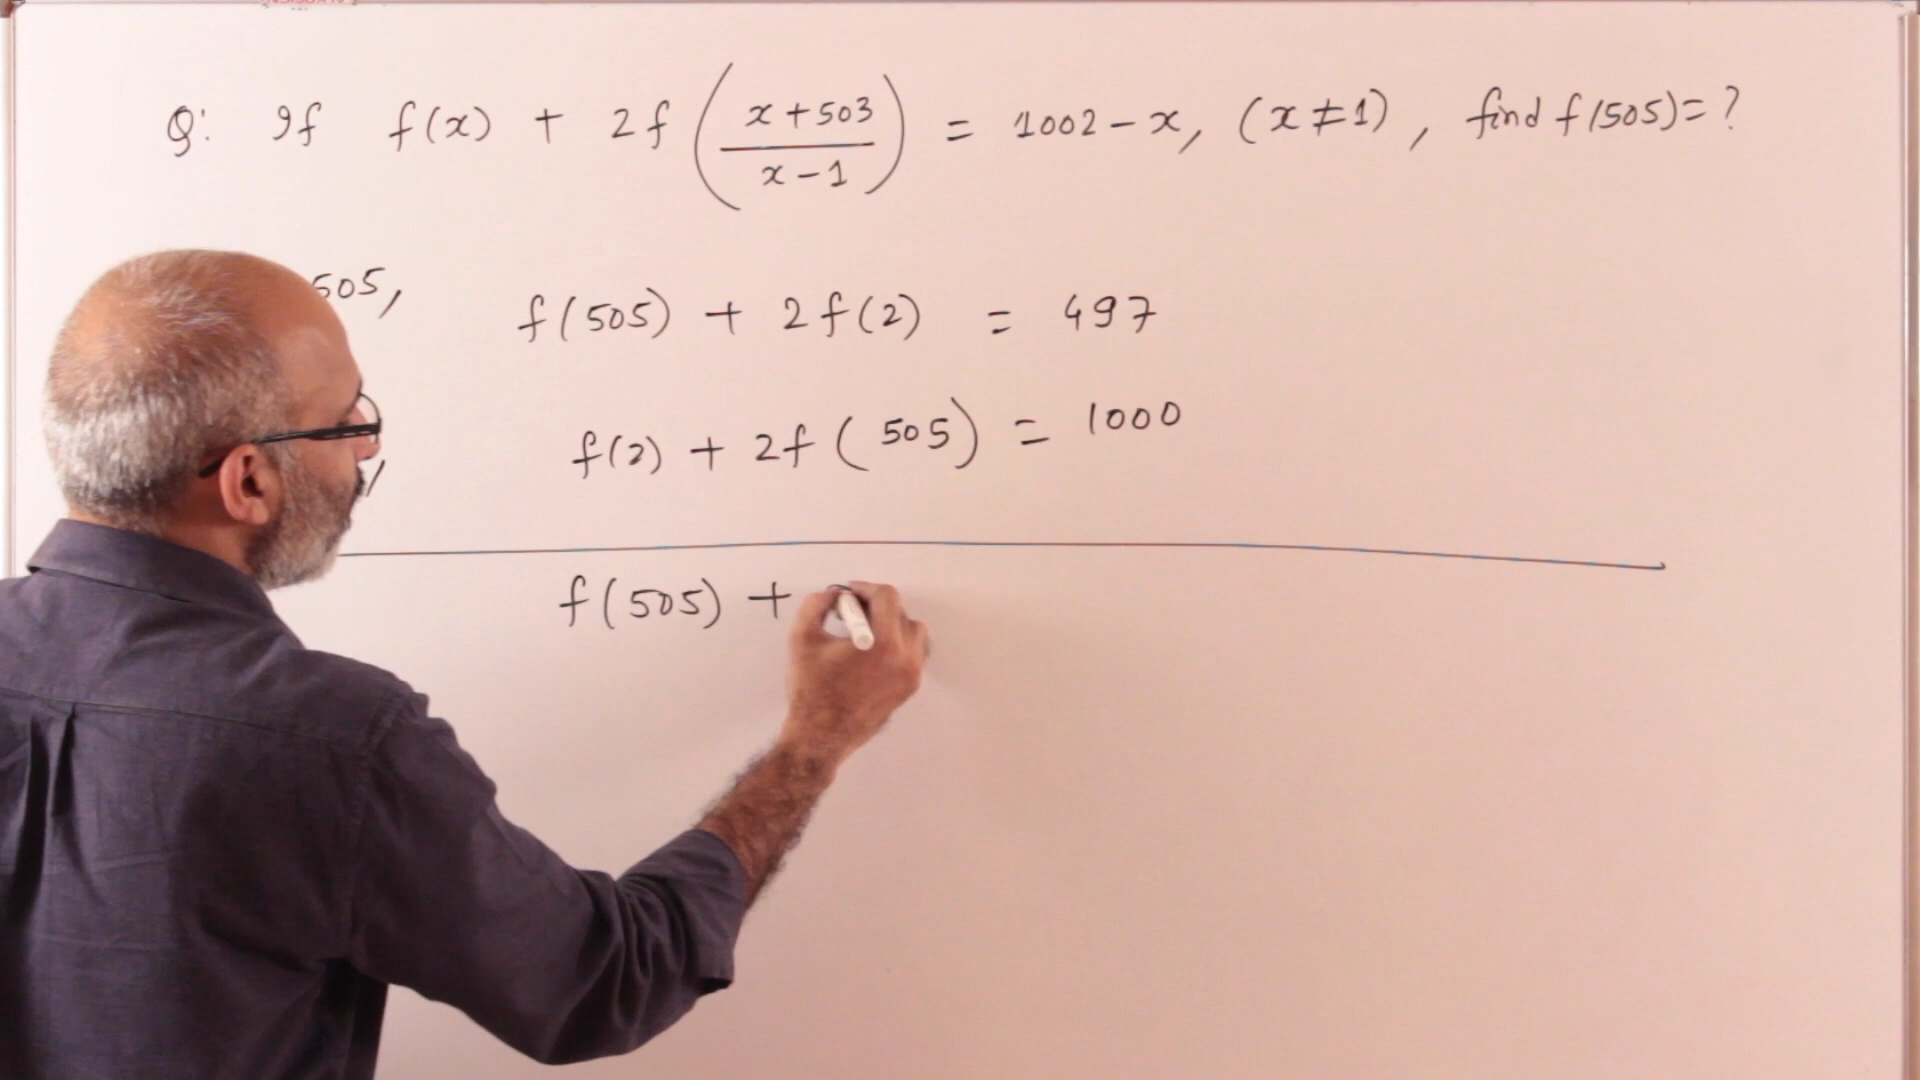 Q: If f(x) + 2f((x+503)/(x-1)) = 1002-x, (x≠1), find f(505)=?
505, f(505) + 2f(2) = 497
f(2) + 2f(505) = 1000
f(505) +